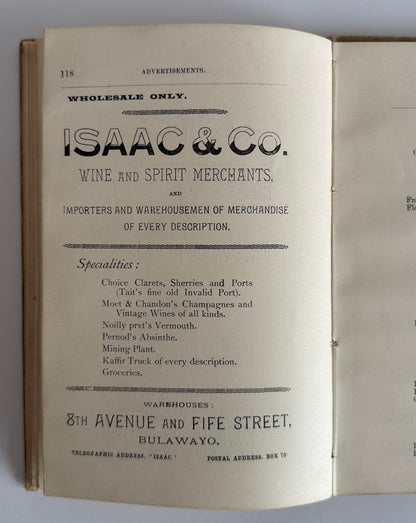 118
ADVERTISEMENTS.
WHOLESALE ONLY.
ISAAC & Co.
WINE AND SPIRIT MERCHANTS,
AND
IMPORTERS AND WAREHOUSEMEN OF MERCHANDISE
OF EVERY DESCRIPTION.
Specialities:
Choice Clarets, Sherries and Ports
(Tait's fine old Invalid Port).
Moet & Chandon's Champagnes and
Vintage Wines of all kinds.
Noilly prvt's Vermouth.
Pernod's Absinthe.
Mining Plant.
Kaffir Truck of every description.
Groceries.
WAREHOUSES:
8TH AVENUE AND FIFE STREET,
BULAWAYO.
TELEGRAPHIC ADDRESS. "ISAAC." POSTAL ADDRESS. BOX